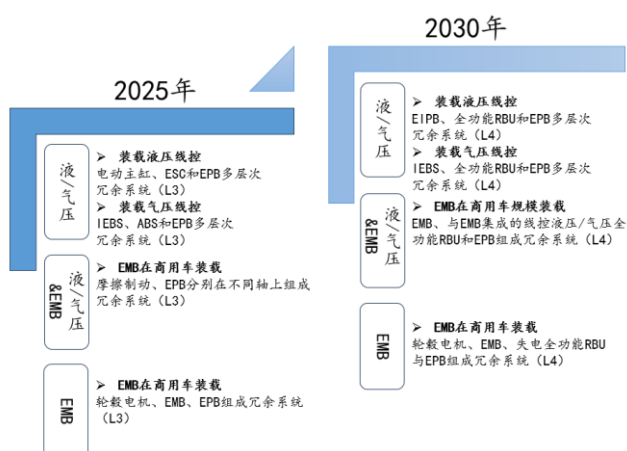 2025年
液/气压
➢ 装载液压线控
电动主缸、ESC和EPB多层次
冗余系统（L3）
➢ 装载气压线控
IEBS、ABS和EPB多层次
冗余系统（L3）
液/气压
&EMB
➢ EMB在商用车装载
摩擦制动、EPB分别在不同轴上组成
冗余系统（L3）
EMB
➢ EMB在商用车装载
轮毂电机、EMB、EPB组成冗余系统
（L3）
2030年
液/气压
➢ 装载液压线控
EIPB、全功能RBU和EPB多层次
冗余系统（L4）
➢ 装载气压线控
IEBS、全功能RBU和EPB多层次
冗余系统（L4）
液/气压
&EMB
➢ EMB在商用车规模装载
EMB、与EMB集成的线控液压/气压全
功能RBU和EPB组成冗余系统（L4）
EMB
➢ EMB在商用车装载
轮毂电机、EMB、失电全功能RBU
与EPB组成冗余系统（L4）